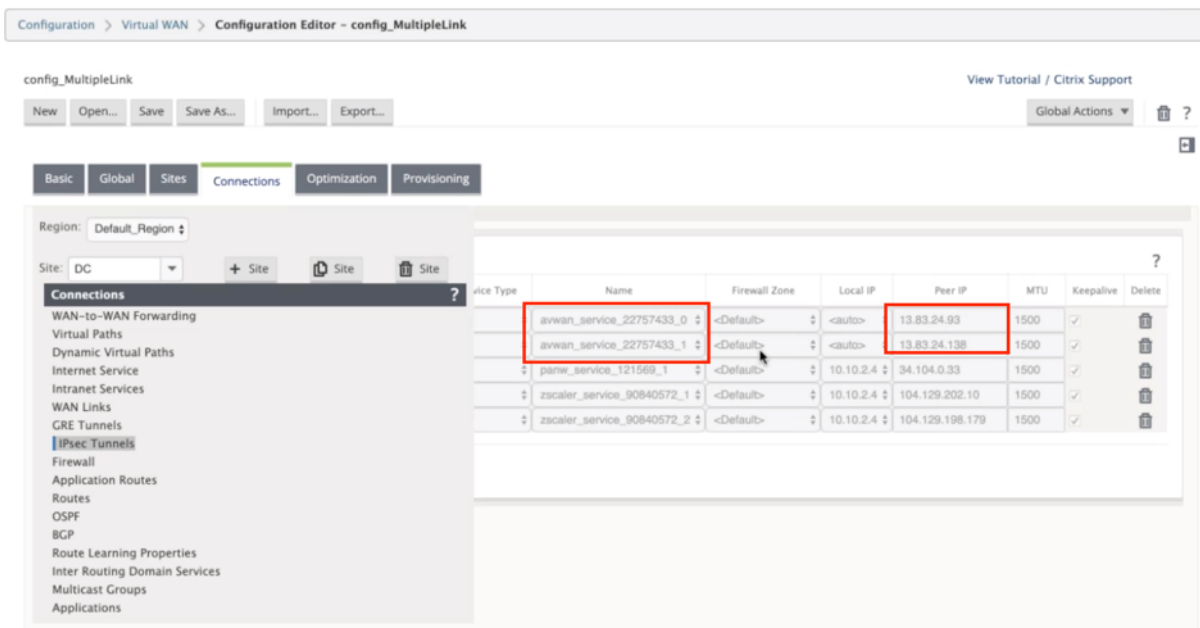 Configuration > Virtual WAN > Configuration Editor – config_MultipleLink
config_MultipleLink
View Tutorial / Citrix Support
New Open... Save Save As... Import... Export... Global Actions ?
Basic Global Sites Connections Optimization Provisioning
Region: Default_Region
Site: DC + Site Site Site
?
Connections ?
vice Type Name Firewall Zone Local IP Peer IP MTU Keepalive Delete
avwan_service_22757433_0 <Default> <auto> 13.83.24.93 1500
avwan_service_22757433_1 <Default> <auto> 13.83.24.138 1500
panw_service_121569_1 <Default> 10.10.2.4 34.104.0.33 1500
zscaler_service_90840572_1 <Default> 10.10.2.4 104.129.202.10 1500
zscaler_service_90840572_2 <Default> 10.10.2.4 104.129.198.179 1500
WAN-to-WAN Forwarding
Virtual Paths
Dynamic Virtual Paths
Internet Service
Intranet Services
WAN Links
GRE Tunnels
IPsec Tunnels
Firewall
Application Routes
Routes
OSPF
BGP
Route Learning Properties
Inter Routing Domain Services
Multicast Groups
Applications